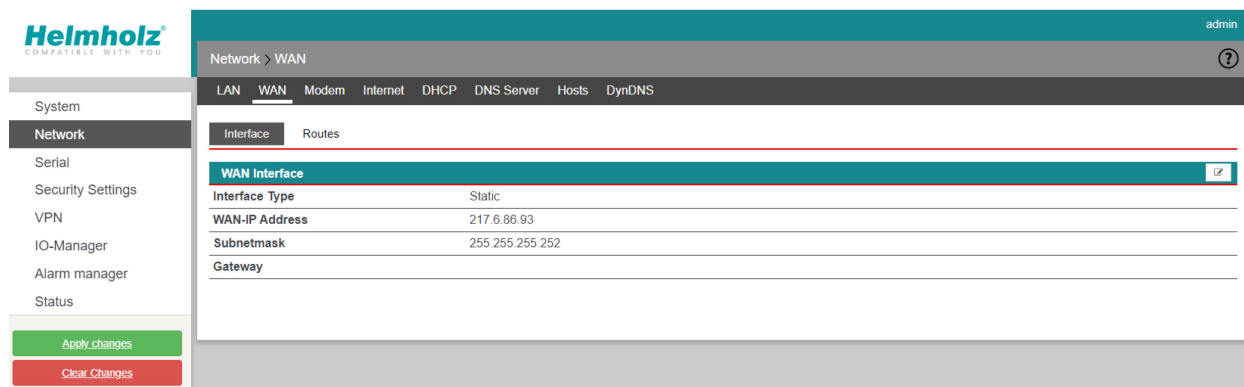 Helmholz®
COMPATIBLE WITH YOU
admin
Network > WAN
?
LAN WAN Modem Internet DHCP DNS Server Hosts DynDNS
System
Network
Serial
Security Settings
VPN
IO-Manager
Alarm manager
Status
Apply changes
Clear Changes
Interface Routes
WAN Interface
Interface Type Static
WAN-IP Address 217.6.86.93
Subnetmask 255.255.255.252
Gateway